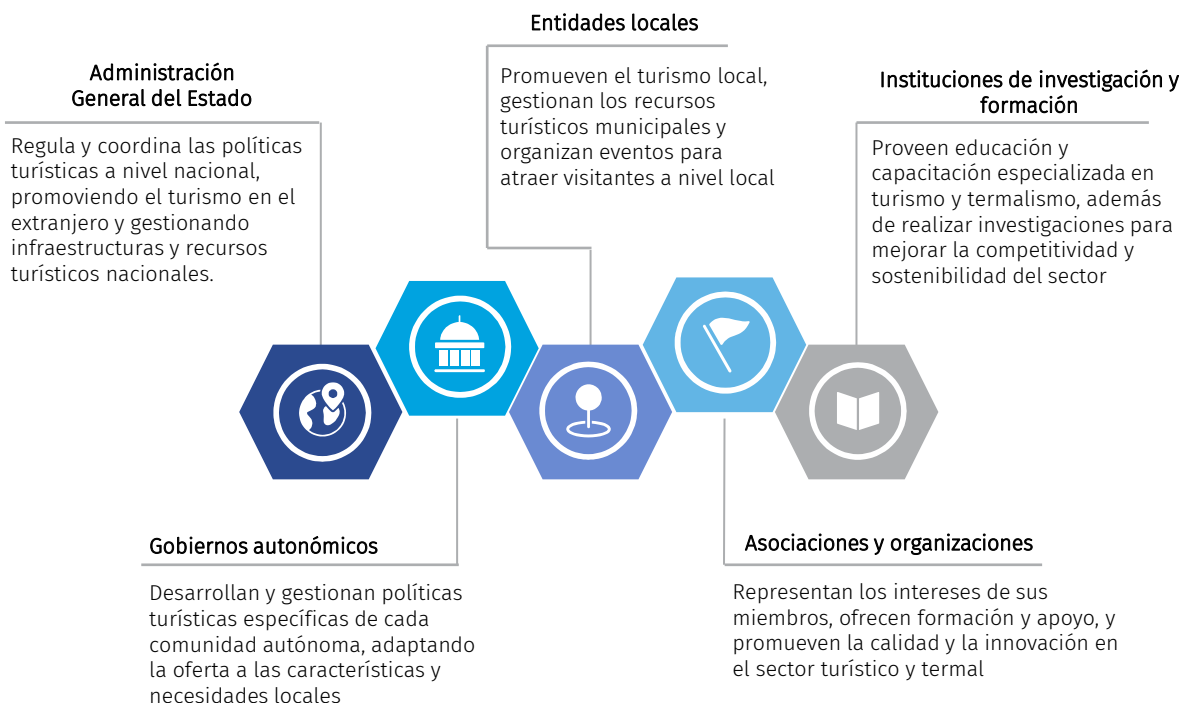 Administración
General del Estado
Regula y coordina las políticas
turísticas a nivel nacional,
promoviendo el turismo en el
extranjero y gestionando
infraestructuras y recursos
turísticos nacionales.
Gobiernos autonómicos
Desarrollan y gestionan políticas
turísticas específicas de cada
comunidad autónoma, adaptando
la oferta a las características y
necesidades locales
Entidades locales
Promueven el turismo local,
gestionan los recursos
turísticos municipales y
organizan eventos para
atraer visitantes a nivel local
Asociaciones y organizaciones
Representan los intereses de sus
miembros, ofrecen formación y apoyo, y
promueven la calidad y la innovación en
el sector turístico y termal
Instituciones de investigación y
formación
Proveen educación y
capacitación especializada en
turismo y termalismo, además
de realizar investigaciones para
mejorar la competitividad y
sostenibilidad del sector